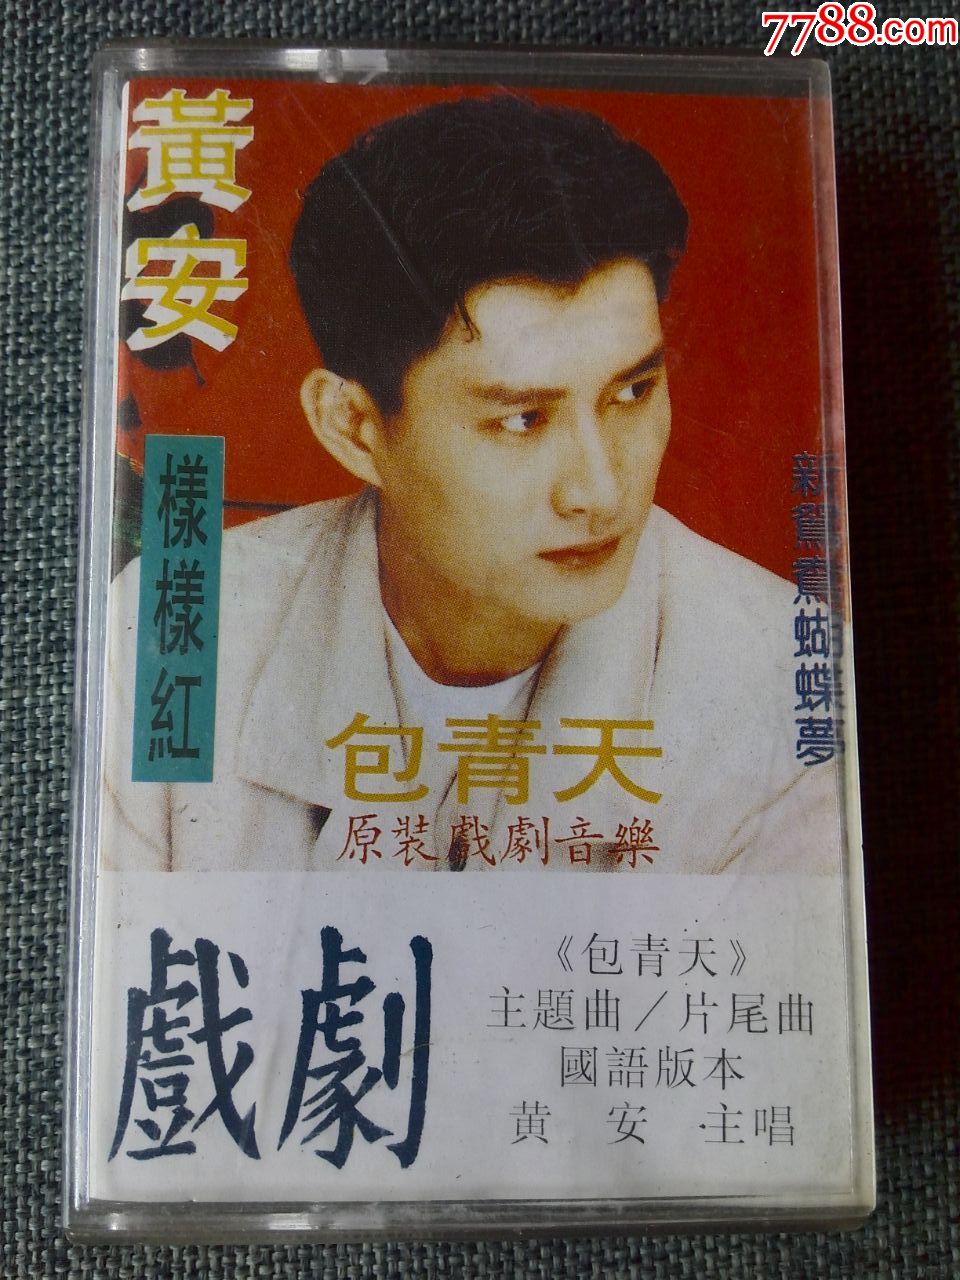 7788.com
黃安
樣樣紅
新鴛鴦蝴蝶夢
包青天
原裝戲劇音樂
戲劇
《包青天》
主題曲／片尾曲
國語版本
黄 安 ·主唱